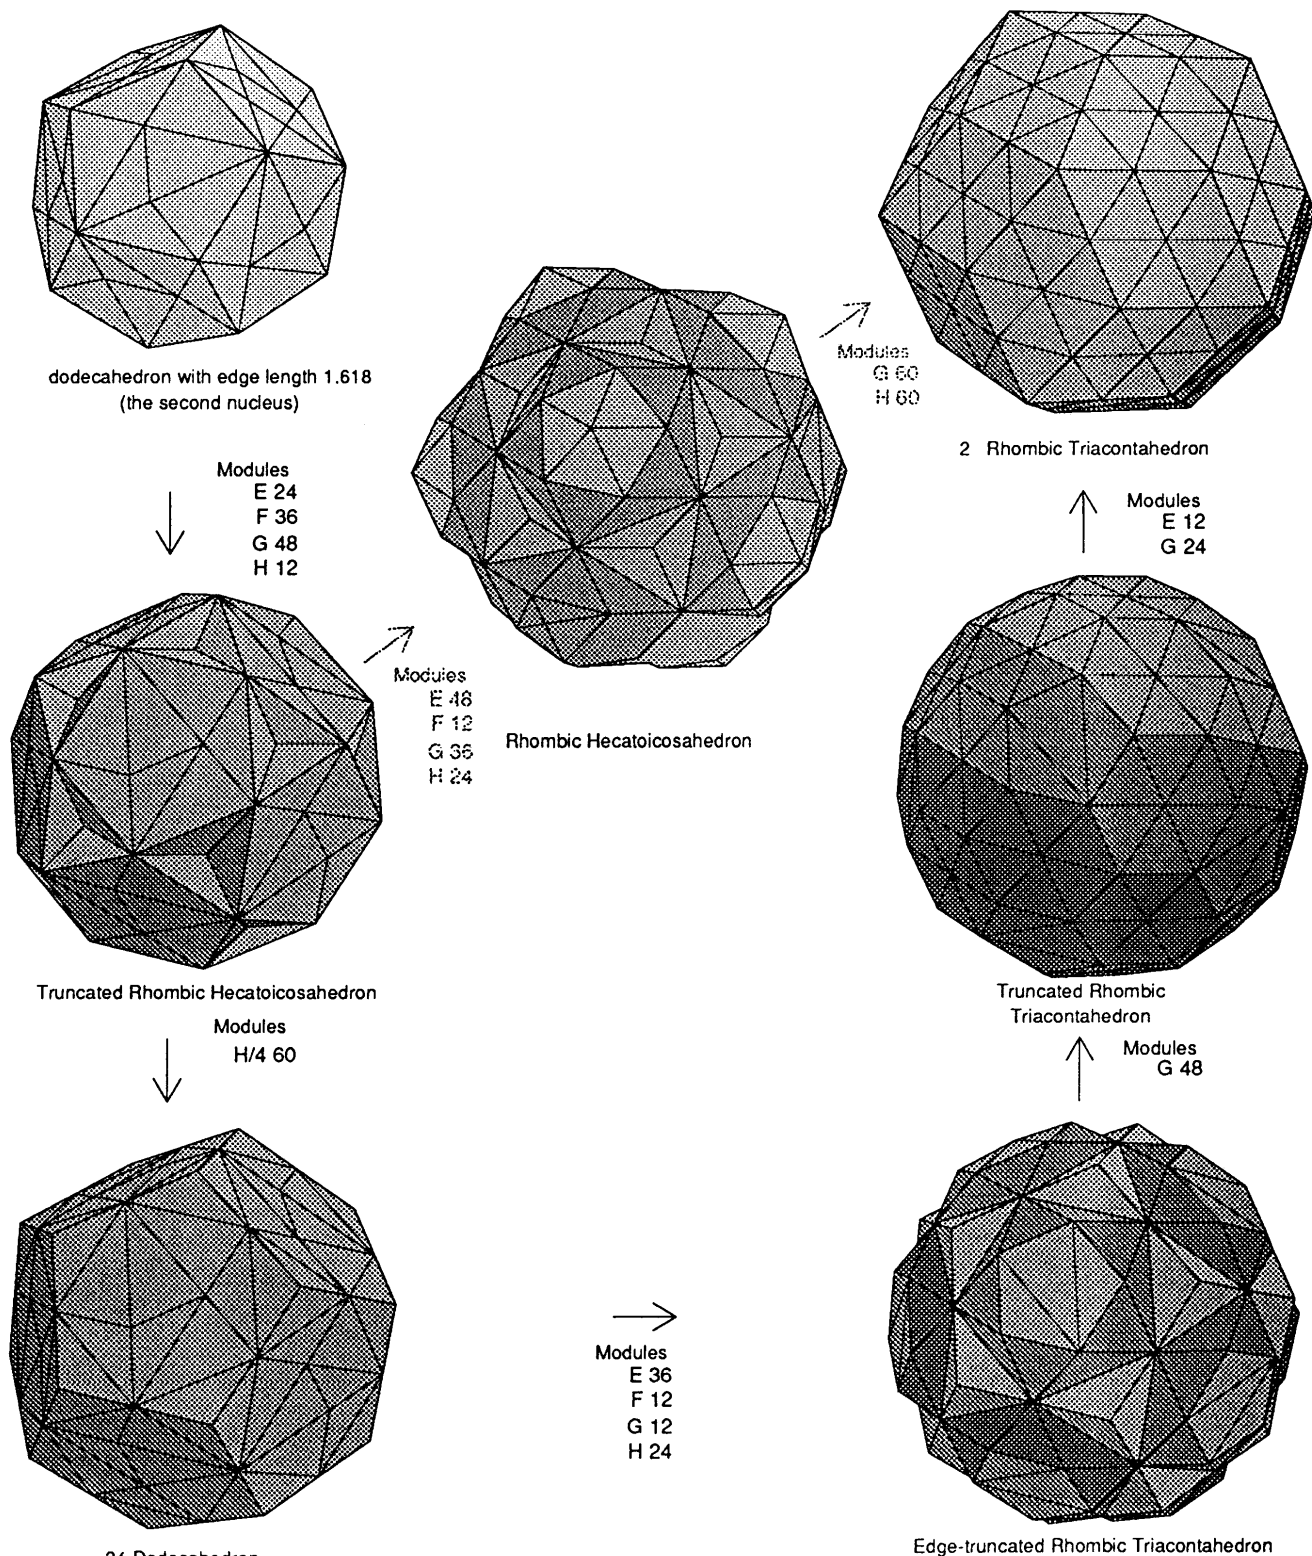 dodecahedron with edge length 1.618
(the second nucleus)
Modules
E 24
F 36
G 48
H 12
Modules
E 48
F 12
G 36
H 24
Rhombic Hecatoicosahedron
Modules
G 60
H 60
2 Rhombic Triacontahedron
Modules
E 12
G 24
Truncated Rhombic Hecatoicosahedron
Modules
H/4 60
Truncated Rhombic
Triacontahedron
Modules
G 48
Modules
E 36
F 12
G 12
H 24
Dodecahedron
Edge-truncated Rhombic Triacontahedron